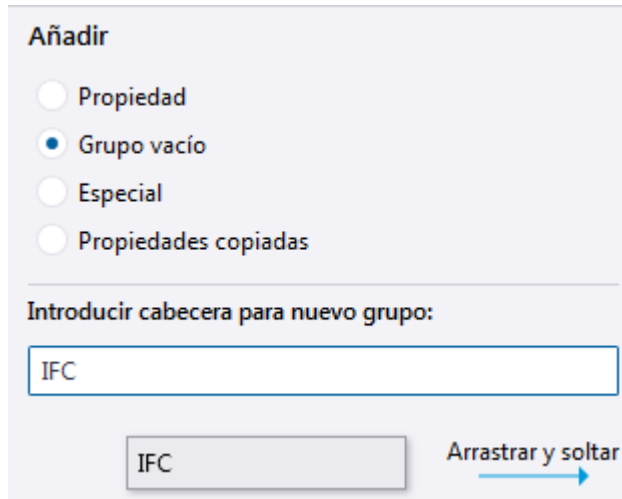 Añadir
Propiedad
Grupo vacío
Especial
Propiedades copiadas
Introducir cabecera para nuevo grupo:
IFC
IFC
Arrastrar y soltar